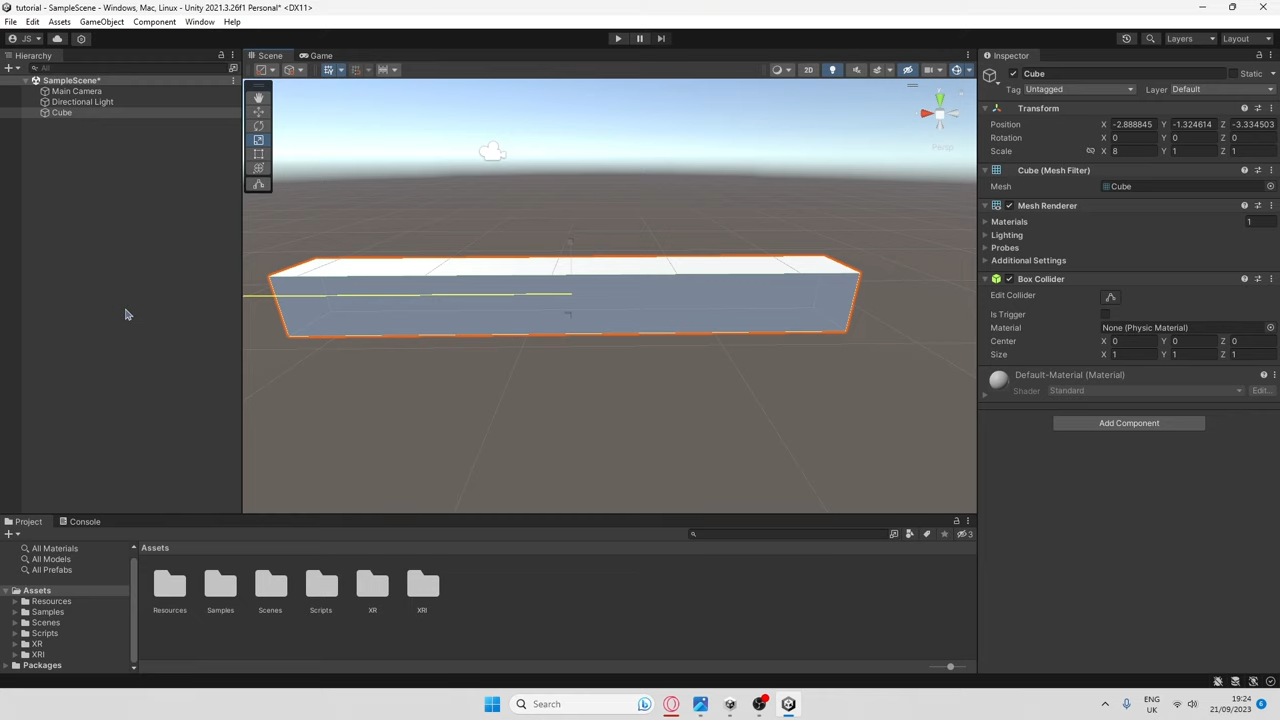 tutorial - SampleScene - Windows, Mac, Linux - Unity 2021.3.26f1 Personal* <DX11>
File Edit Assets GameObject Component Window Help
JS Layers Layout
Hierarchy Scene Game Inspector
All 2D
SampleScene*
Main Camera
Directional Light
Cube
Persp
Cube Static
Tag Untagged Layer Default
Transform
Position X -2.888845 Y -1.324614 Z -3.334503
Rotation X 0 Y 0 Z 0
Scale X 8 Y 1 Z 1
Cube (Mesh Filter)
Mesh Cube
Mesh Renderer
Materials 1
Lighting
Probes
Additional Settings
Box Collider
Edit Collider
Is Trigger
Material None (Physic Material)
Center X 0 Y 0 Z 0
Size X 1 Y 1 Z 1
Default-Material (Material)
Shader Standard Edit...
Add Component
Project Console
3
All Materials
All Models
All Prefabs
Assets
Resources
Samples
Scenes
Scripts
XR
XRI
Packages
Assets
Resources Samples Scenes Scripts XR XRI
Search
ENG
UK
19:24
21/09/2023
6